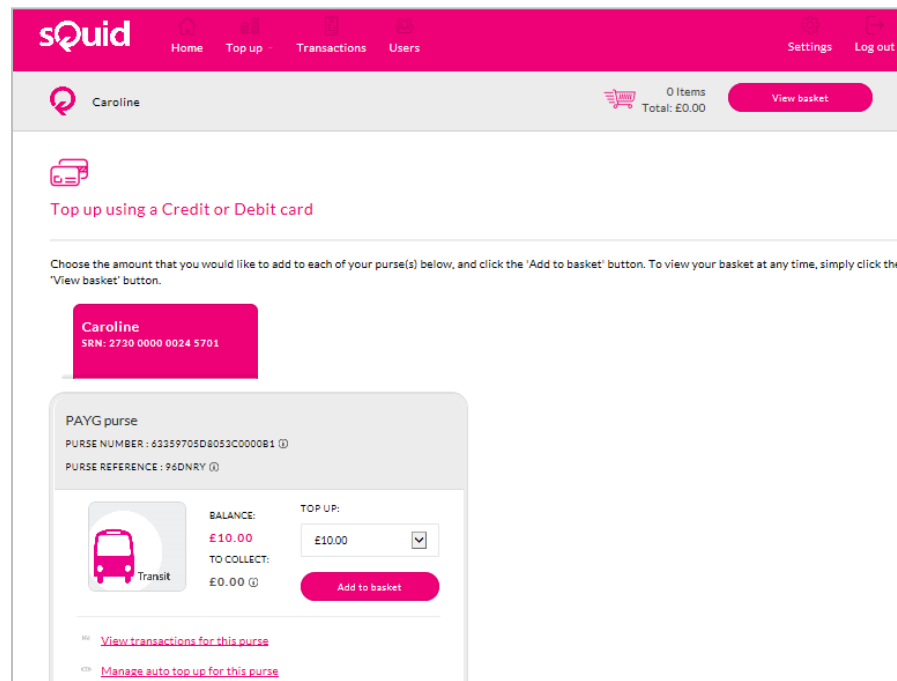 sQuid
Home Top up Transactions Users
Settings Log out
Caroline
0 Items
Total: £0.00
View basket
Top up using a Credit or Debit card
Choose the amount that you would like to add to each of your purse(s) below, and click the 'Add to basket' button. To view your basket at any time, simply click the
'View basket' button.
Caroline
SRN: 2730 0000 0024 5701
PAYG purse
PURSE NUMBER : 63359705D8053C0000B1
PURSE REFERENCE : 96DNRY
Transit
BALANCE:
£10.00
TO COLLECT:
£0.00
TOP UP:
£10.00
Add to basket
View transactions for this purse
Manage auto top up for this purse